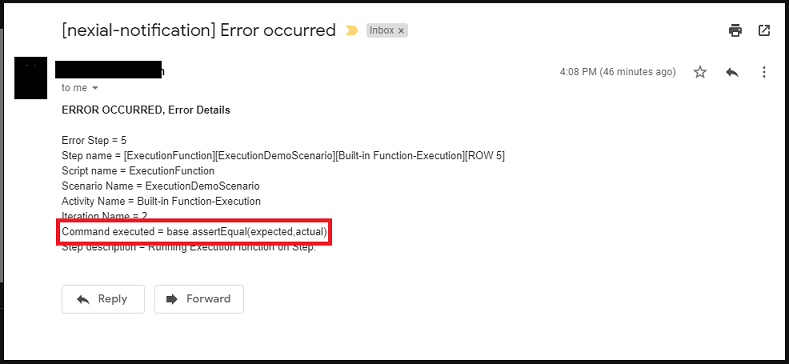 [nexial-notification] Error occurred Inbox x
4:08 PM (46 minutes ago)
to me
ERROR OCCURRED, Error Details
Error Step = 5
Step name = [ExecutionFunction][ExecutionDemoScenario][Built-in Function-Execution][ROW 5]
Script name = ExecutionFunction
Scenario Name = ExecutionDemoScenario
Activity Name = Built-in Function-Execution
Iteration Name = 2
Command executed = base.assertEqual(expected,actual)
Step description = Running Execution function on Step.
Reply Forward